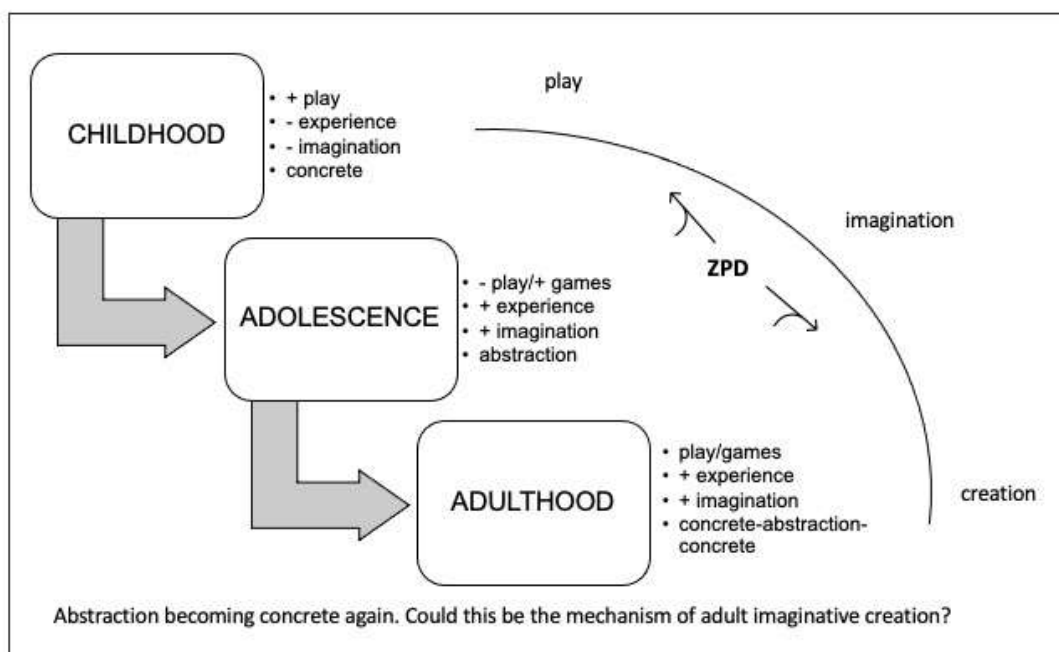 CHILDHOOD
• + play
• - experience
• - imagination
• concrete
ADOLESCENCE
• - play/+ games
• + experience
• + imagination
• abstraction
ADULTHOOD
• play/games
• + experience
• + imagination
• concrete-abstraction-
concrete
play
imagination
ZPD
creation
Abstraction becoming concrete again. Could this be the mechanism of adult imaginative creation?